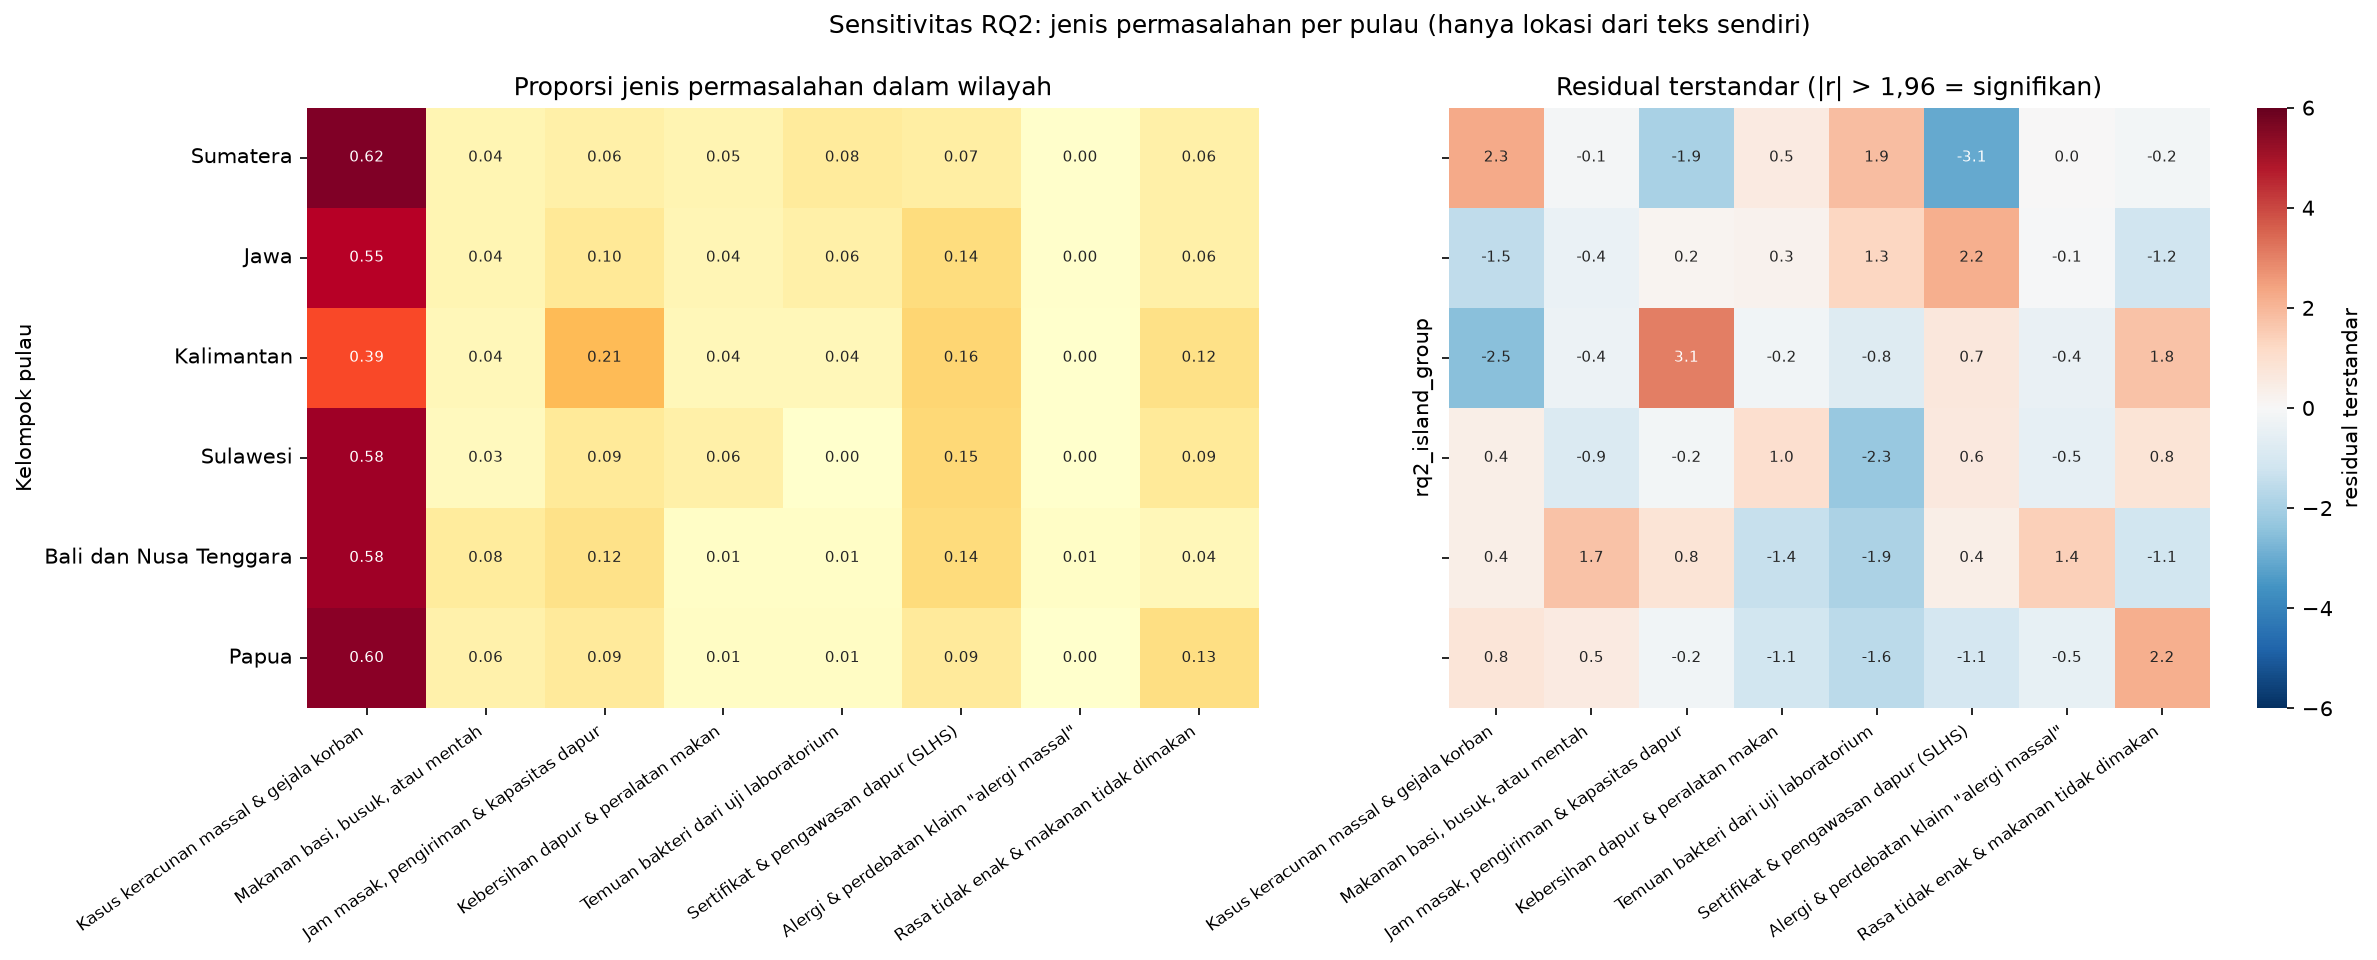 Sensitivitas RQ2: jenis permasalahan per pulau (hanya lokasi dari teks sendiri)
Proporsi jenis permasalahan dalam wilayah
Kelompok pulau
Sumatera 0.62 0.04 0.06 0.05 0.08 0.07 0.00 0.06
Jawa 0.55 0.04 0.10 0.04 0.06 0.14 0.00 0.06
Kalimantan 0.39 0.04 0.21 0.04 0.04 0.16 0.00 0.12
Sulawesi 0.58 0.03 0.09 0.06 0.00 0.15 0.00 0.09
Bali dan Nusa Tenggara 0.58 0.08 0.12 0.01 0.01 0.14 0.01 0.04
Papua 0.60 0.06 0.09 0.01 0.01 0.09 0.00 0.13
Kasus keracunan massal & gejala korban
Makanan basi, busuk, atau mentah
Jam masak, pengiriman & kapasitas dapur
Kebersihan dapur & peralatan makan
Temuan bakteri dari uji laboratorium
Sertifikat & pengawasan dapur (SLHS)
Alergi & perdebatan klaim "alergi massal"
Rasa tidak enak & makanan tidak dimakan
Residual terstandar (|r| > 1,96 = signifikan)
rq2_island_group
2.3 -0.1 -1.9 0.5 1.9 -3.1 0.0 -0.2
-1.5 -0.4 0.2 0.3 1.3 2.2 -0.1 -1.2
-2.5 -0.4 3.1 -0.2 -0.8 0.7 -0.4 1.8
0.4 -0.9 -0.2 1.0 -2.3 0.6 -0.5 0.8
0.4 1.7 0.8 -1.4 -1.9 0.4 1.4 -1.1
0.8 0.5 -0.2 -1.1 -1.6 -1.1 -0.5 2.2
Kasus keracunan massal & gejala korban
Makanan basi, busuk, atau mentah
Jam masak, pengiriman & kapasitas dapur
Kebersihan dapur & peralatan makan
Temuan bakteri dari uji laboratorium
Sertifikat & pengawasan dapur (SLHS)
Alergi & perdebatan klaim "alergi massal"
Rasa tidak enak & makanan tidak dimakan
6
4
2
0
−2
−4
−6
residual terstandar